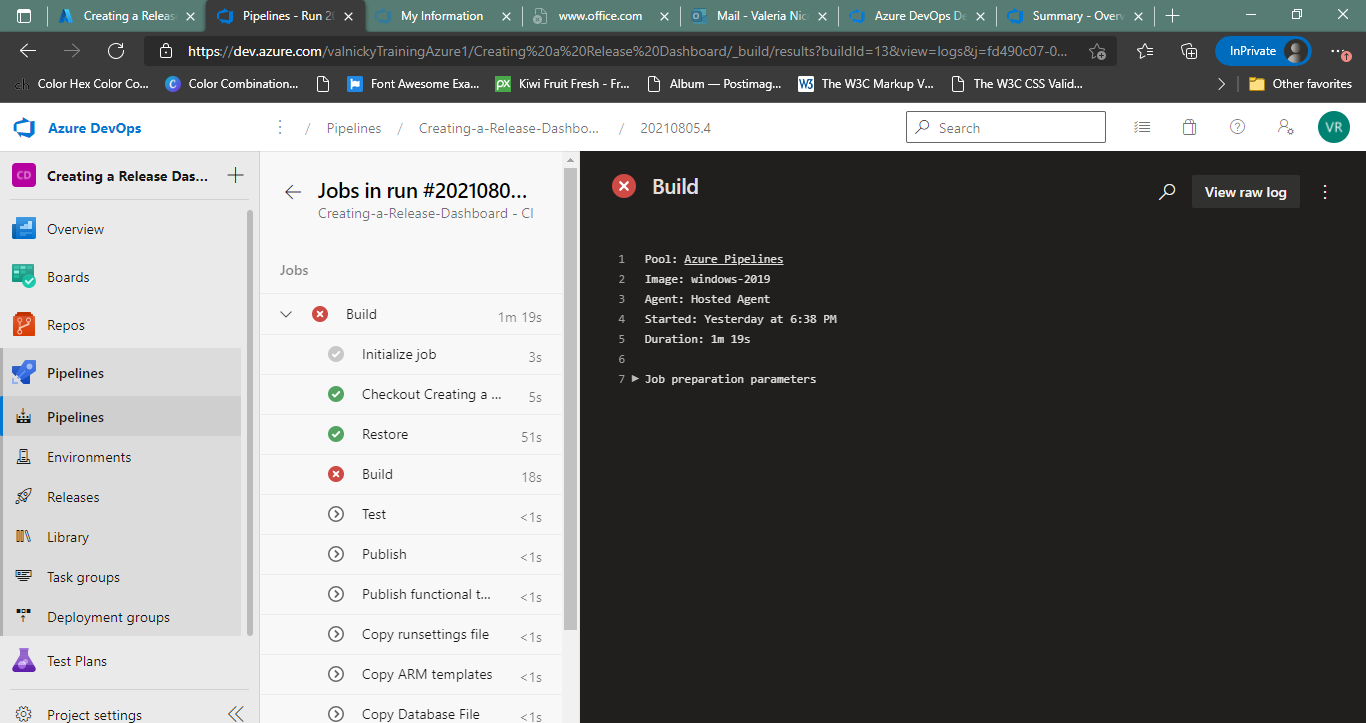 Creating a Releas
Pipelines - Run 20
My Information
www.office.com
Mail - Valeria Nic
Azure DevOps De
Summary - Overv
https://dev.azure.com/valnickyTrainingAzure1/Creating%20a%20Release%20Dashboard/_build/results?buildId=13&view=logs&j=fd490c07-0...
InPrivate
ch Color Hex Color Co...
C Color Combination...
Font Awesome Exa...
px Kiwi Fruit Fresh - Fr...
Album — Postimag...
W3 The W3C Markup V...
The W3C CSS Valid...
Other favorites
Azure DevOps
/ Pipelines / Creating-a-Release-Dashbo... / 20210805.4
Search
VR
CD Creating a Release Das...
Overview
Boards
Repos
Pipelines
Pipelines
Environments
Releases
Library
Task groups
Deployment groups
Test Plans
Project settings
Jobs in run #2021080...
Creating-a-Release-Dashboard - CI
Jobs
Build 1m 19s
Initialize job 3s
Checkout Creating a ... 5s
Restore 51s
Build 18s
Test <1s
Publish <1s
Publish functional t... <1s
Copy runsettings file <1s
Copy ARM templates <1s
Copy Database File <1s
Build
View raw log
1 Pool: Azure Pipelines
2 Image: windows-2019
3 Agent: Hosted Agent
4 Started: Yesterday at 6:38 PM
5 Duration: 1m 19s
6
7 Job preparation parameters